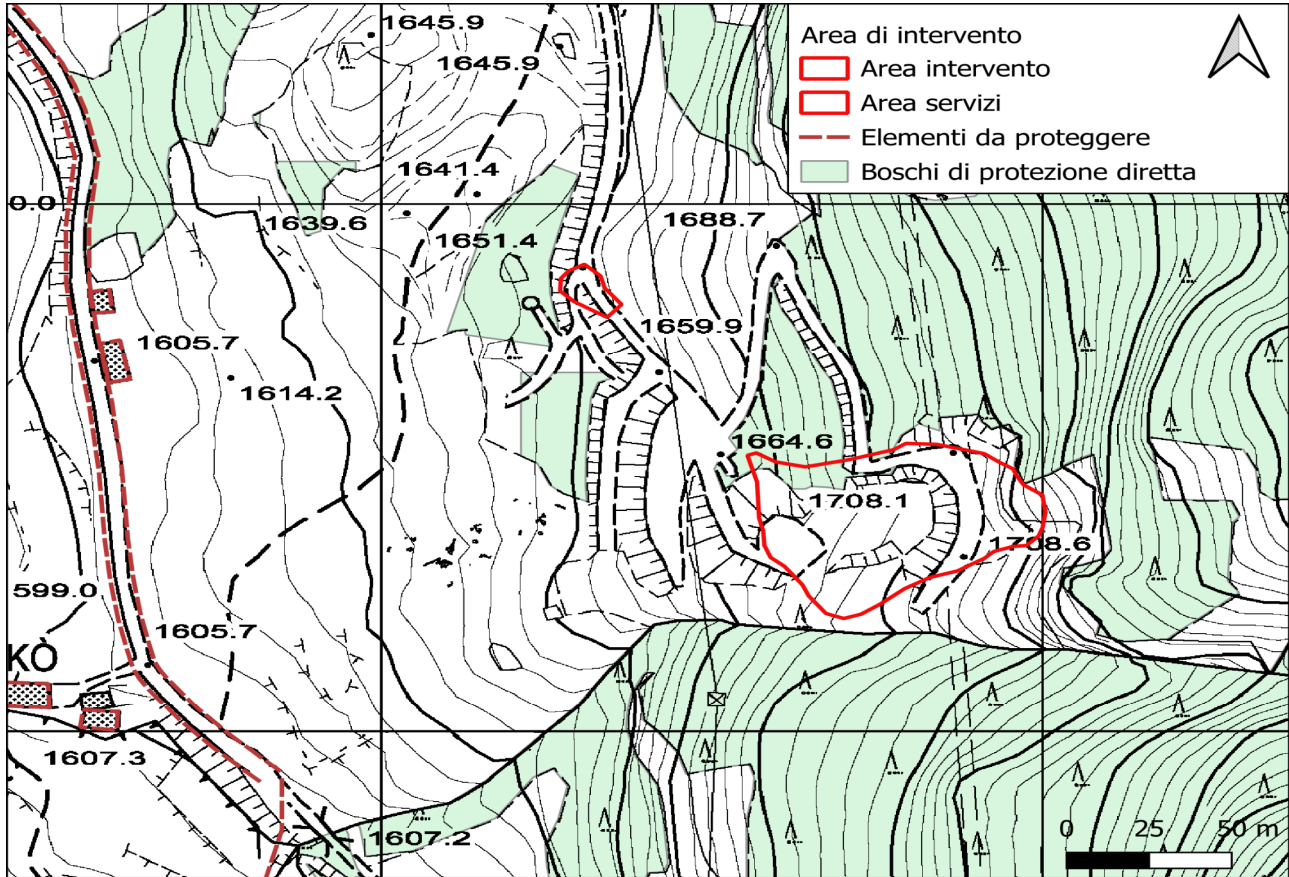 1645.9
1645.9
Area di intervento
Area intervento
Area servizi
Elementi da proteggere
Boschi di protezione diretta
1641.4
0.0
1639.6
1651.4
1688.7
1659.9
1605.7
1614.2
1664.6
1708.1
1708.6
599.0
1605.7
KÒ
1607.3
1607.2
0 25 50 m